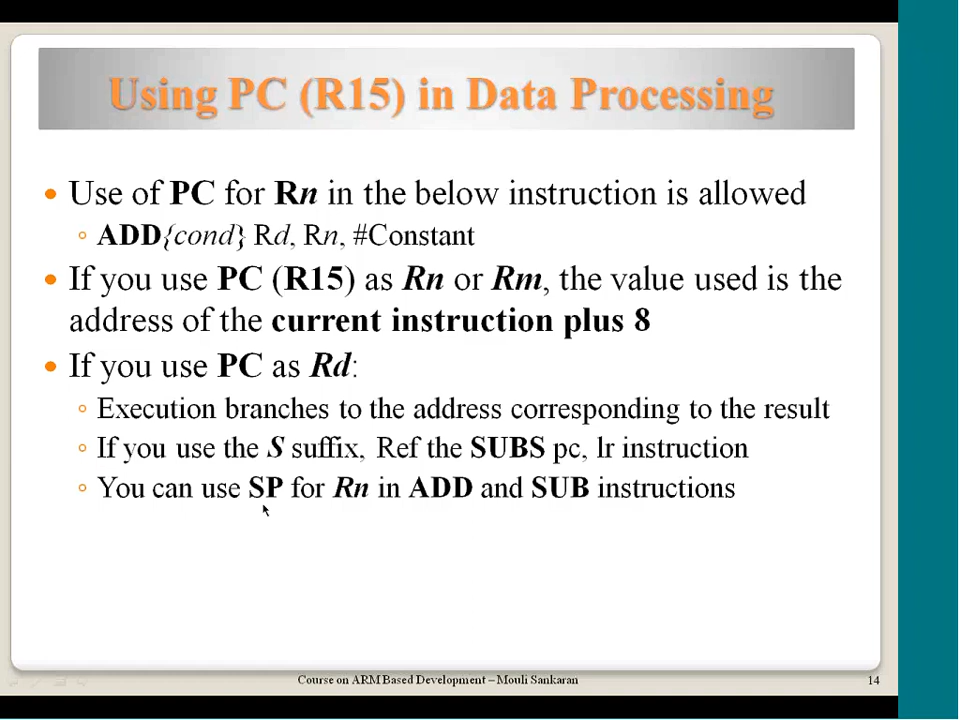 Using PC (R15) in Data Processing
• Use of PC for Rn in the below instruction is allowed
◦ ADD{cond} Rd, Rn, #Constant
• If you use PC (R15) as Rn or Rm, the value used is the
address of the current instruction plus 8
• If you use PC as Rd:
◦ Execution branches to the address corresponding to the result
◦ If you use the S suffix, Ref the SUBS pc, lr instruction
◦ You can use SP for Rn in ADD and SUB instructions
Course on ARM Based Development – Mouli Sankaran
14